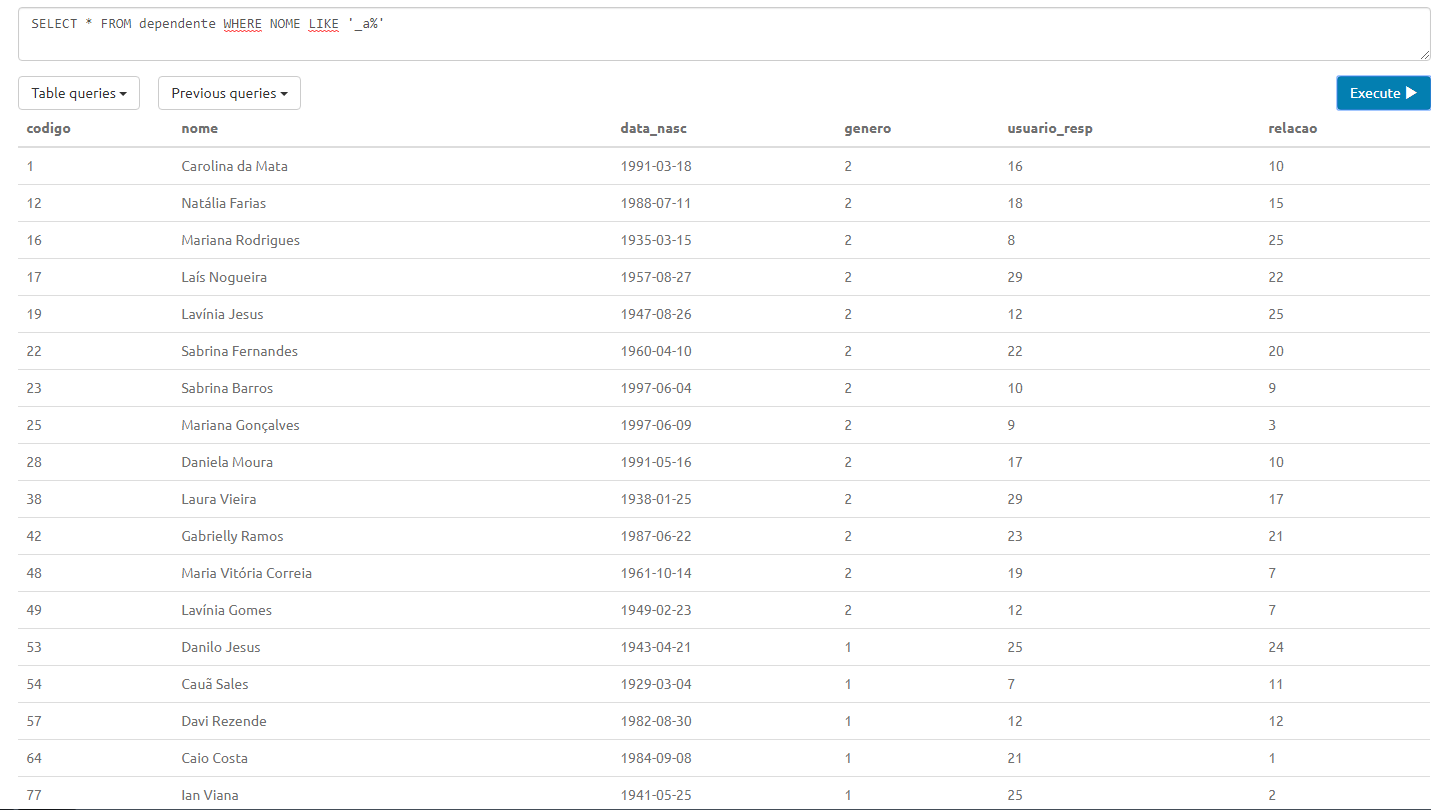 SELECT * FROM dependente WHERE NOME LIKE '_a%'
Table queries Previous queries Execute
codigo nome data_nasc genero usuario_resp relacao
1 Carolina da Mata 1991-03-18 2 16 10
12 Natália Farias 1988-07-11 2 18 15
16 Mariana Rodrigues 1935-03-15 2 8 25
17 Laís Nogueira 1957-08-27 2 29 22
19 Lavínia Jesus 1947-08-26 2 12 25
22 Sabrina Fernandes 1960-04-10 2 22 20
23 Sabrina Barros 1997-06-04 2 10 9
25 Mariana Gonçalves 1997-06-09 2 9 3
28 Daniela Moura 1991-05-16 2 17 10
38 Laura Vieira 1938-01-25 2 29 17
42 Gabrielly Ramos 1987-06-22 2 23 21
48 Maria Vitória Correia 1961-10-14 2 19 7
49 Lavínia Gomes 1949-02-23 2 12 7
53 Danilo Jesus 1943-04-21 1 25 24
54 Cauã Sales 1929-03-04 1 7 11
57 Davi Rezende 1982-08-30 1 12 12
64 Caio Costa 1984-09-08 1 21 1
77 Ian Viana 1941-05-25 1 25 2